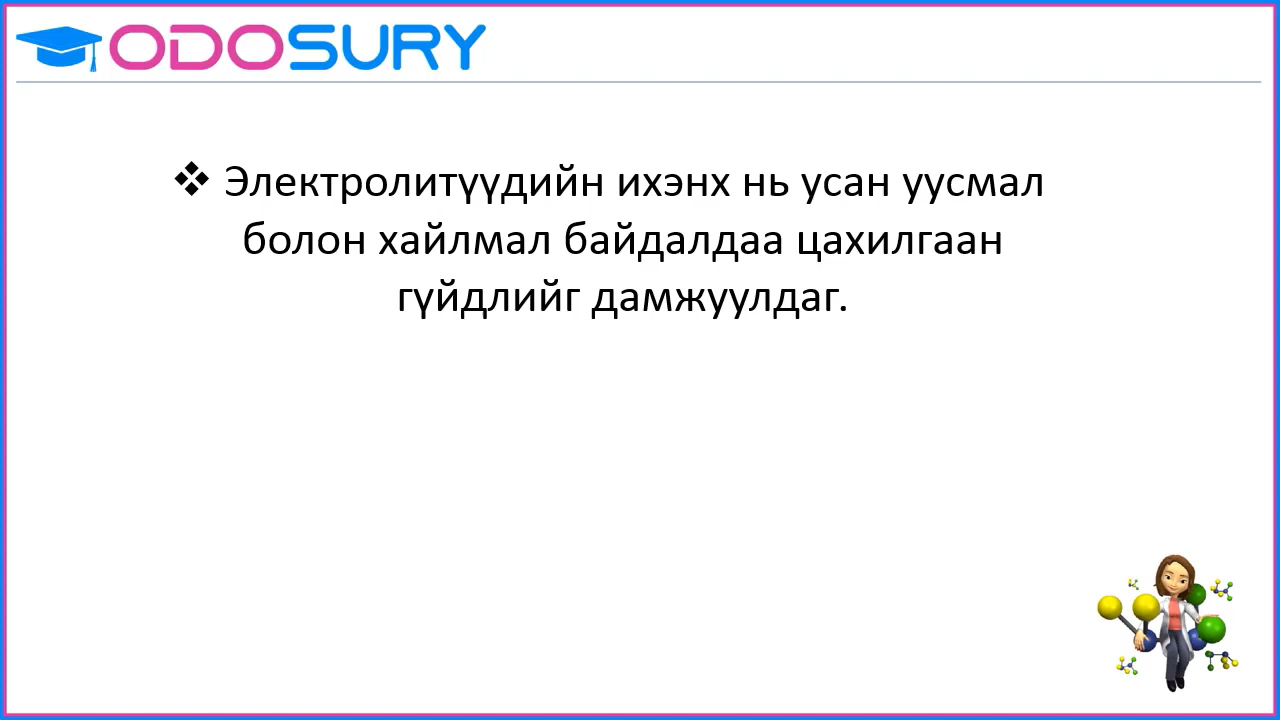 ODOSURY
❖ Электролитүүдийн ихэнх нь усан уусмал
болон хайлмал байдалдаа цахилгаан
гүйдлийг дамжуулдаг.